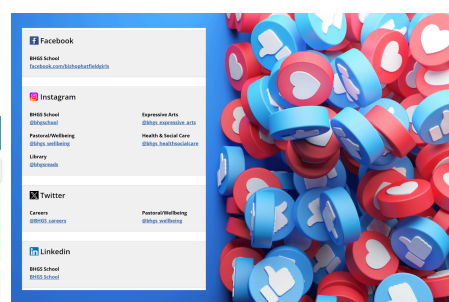 Facebook
BHGS School
facebook.com/bishophatfieldgirls
Instagram
BHGS School
@bhgsschool
Expressive Arts
@bhgs_expressive_arts
Pastoral/Wellbeing
@bhgs_wellbeing
Health & Social Care
@bhgs_healthsocialcare
Library
@bhgsreads
Twitter
Careers
@BHGS_careers
Pastoral/Wellbeing
@bhgs_wellbeing
Linkedin
BHGS School
BHGS School